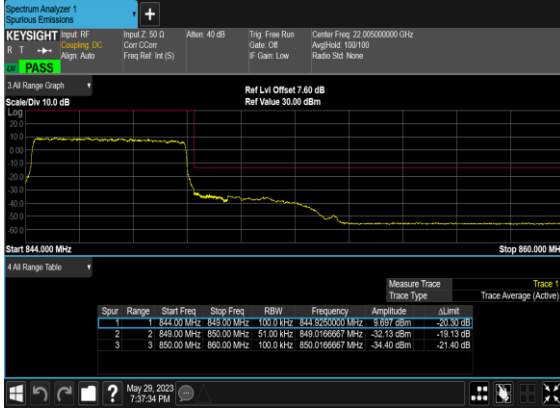 Spectrum Analyzer 1
Spurious Emissions
+
KEYSIGHT Input: RF Input Z: 50 Ω Atten: 40 dB Trig: Free Run Center Freq: 22.005000000 GHz
R T Coupling: DC Corr CCorr Gate: Off Avg|Hold: 100/100
Align: Auto Freq Ref: Int (S) IF Gain: Low Radio Std: None
PASS
3 All Range Graph
Ref Lvl Offset 7.60 dB
Scale/Div 10.0 dB Ref Value 30.00 dBm
Log
20.0
10.0
0.00
-10.0
-20.0
-30.0
-40.0
-50.0
-60.0
Start 844.000 MHz Stop 860.000 MHz
4 All Range Table
Measure Trace Trace 1
Trace Type Trace Average (Active)
Spur Range Start Freq Stop Freq RBW Frequency Amplitude ΔLimit
1 1 844.00 MHz 849.00 MHz 100.0 kHz 844.9250000 MHz 9.697 dBm -20.30 dB
2 2 849.00 MHz 850.00 MHz 51.00 kHz 849.0166667 MHz -32.13 dBm -19.13 dB
3 3 850.00 MHz 860.00 MHz 100.0 kHz 850.0166667 MHz -34.40 dBm -21.40 dB
? May 29, 2023
7:37:34 PM